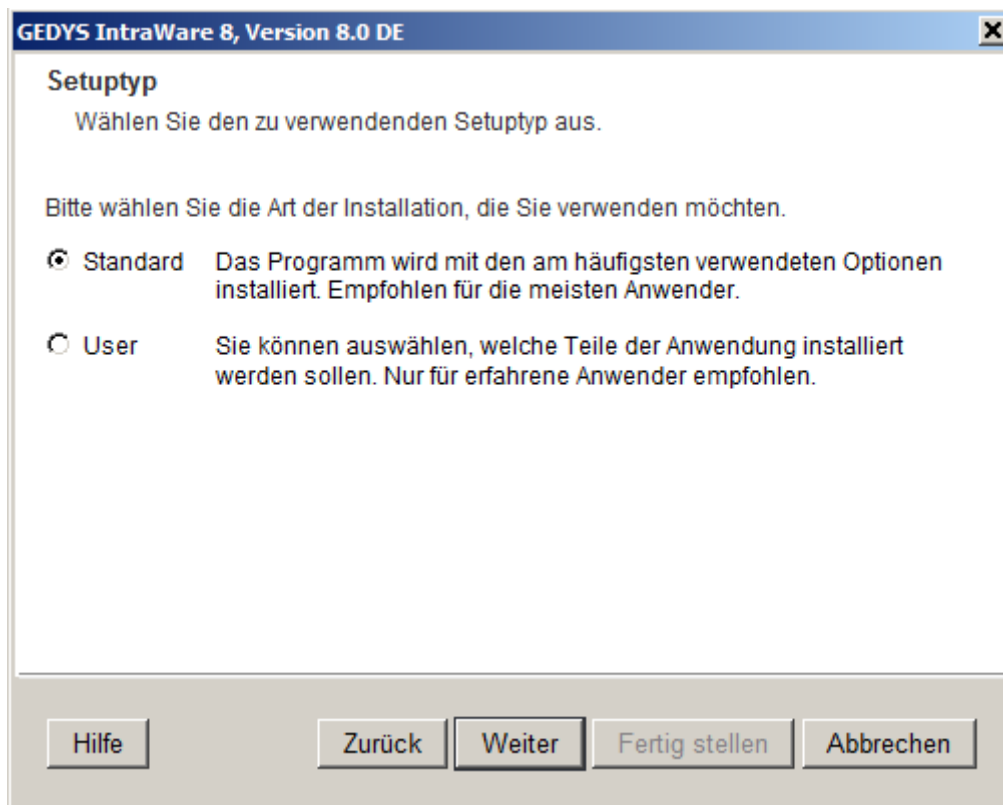 GEDYS IntraWare 8, Version 8.0 DE
Setuptyp
Wählen Sie den zu verwendenden Setuptyp aus.
Bitte wählen Sie die Art der Installation, die Sie verwenden möchten.
Standard Das Programm wird mit den am häufigsten verwendeten Optionen
installiert. Empfohlen für die meisten Anwender.
User Sie können auswählen, welche Teile der Anwendung installiert
werden sollen. Nur für erfahrene Anwender empfohlen.
Hilfe Zurück Weiter Fertig stellen Abbrechen